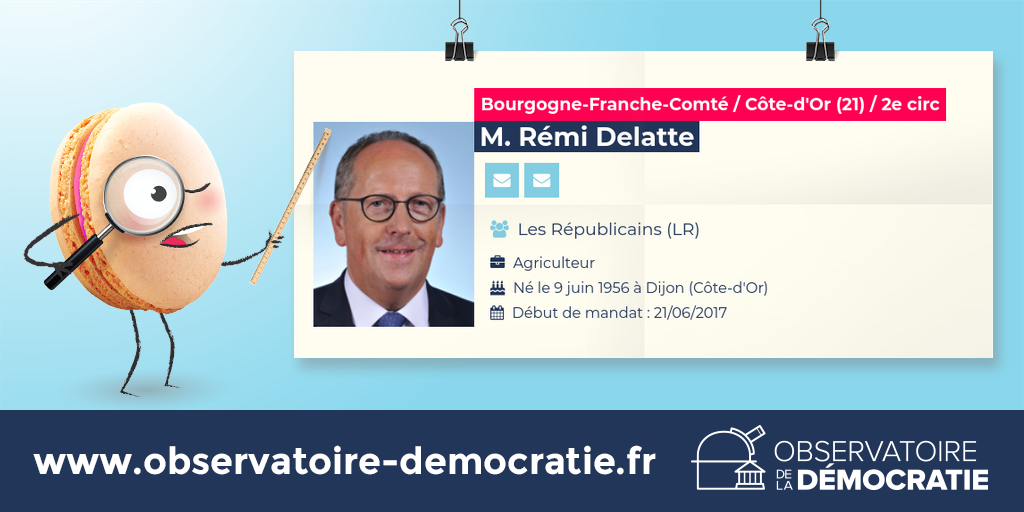 Bourgogne-Franche-Comté / Côte-d'Or (21) / 2e circ
M. Rémi Delatte
Les Républicains (LR)
Agriculteur
Né le 9 juin 1956 à Dijon (Côte-d'Or)
Début de mandat : 21/06/2017
www.observatoire-democratie.fr
OBSERVATOIRE
DE LA DÉMOCRATIE